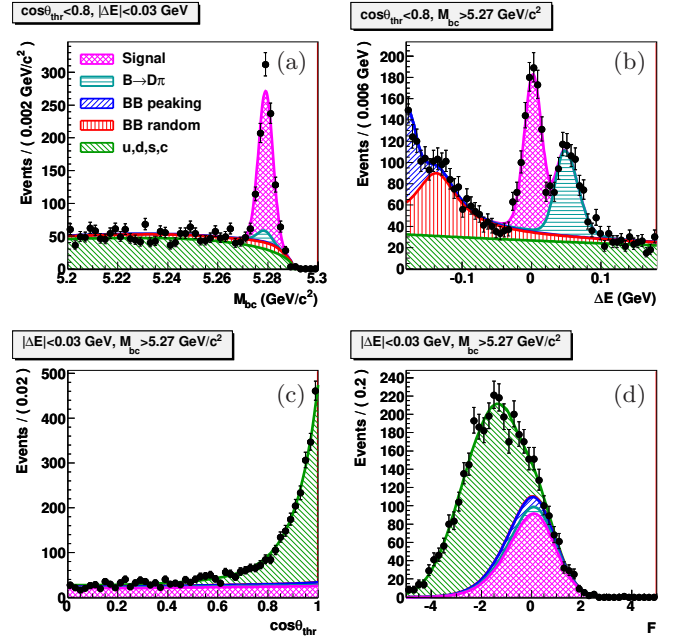 cosθthr<0.8, |ΔE|<0.03 GeV
(a)
Signal
B→Dπ
BB peaking
BB random
u,d,s,c
Events / ( 0.002 GeV/c² )
0 50 100 150 200 250 300 350
5.2 5.22 5.24 5.26 5.28 5.3
Mbc (GeV/c²)
cosθthr<0.8, Mbc>5.27 GeV/c²
(b)
Events / ( 0.006 GeV )
0 20 40 60 80 100 120 140 160 180 200 220
-0.1 0 0.1
ΔE (GeV)
|ΔE|<0.03 GeV, Mbc>5.27 GeV/c²
(c)
Events / ( 0.02 )
0 100 200 300 400 500
0 0.2 0.4 0.6 0.8 1
cosθthr
|ΔE|<0.03 GeV, Mbc>5.27 GeV/c²
(d)
Events / ( 0.2 )
0 20 40 60 80 100 120 140 160 180 200 220 240
-4 -2 0 2 4
F